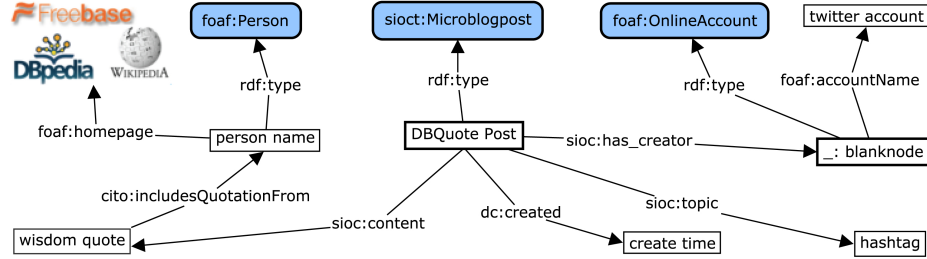 Freebase
foaf:Person
sioct:Microblogpost
foaf:OnlineAccount
twitter account
DBpedia
WIKIPEDIA
rdf:type
rdf:type
rdf:type
foaf:accountName
foaf:homepage
person name
DBQuote Post
sioc:has_creator
_: blanknode
cito:includesQuotationFrom
sioc:content
dc:created
sioc:topic
wisdom quote
create time
hashtag